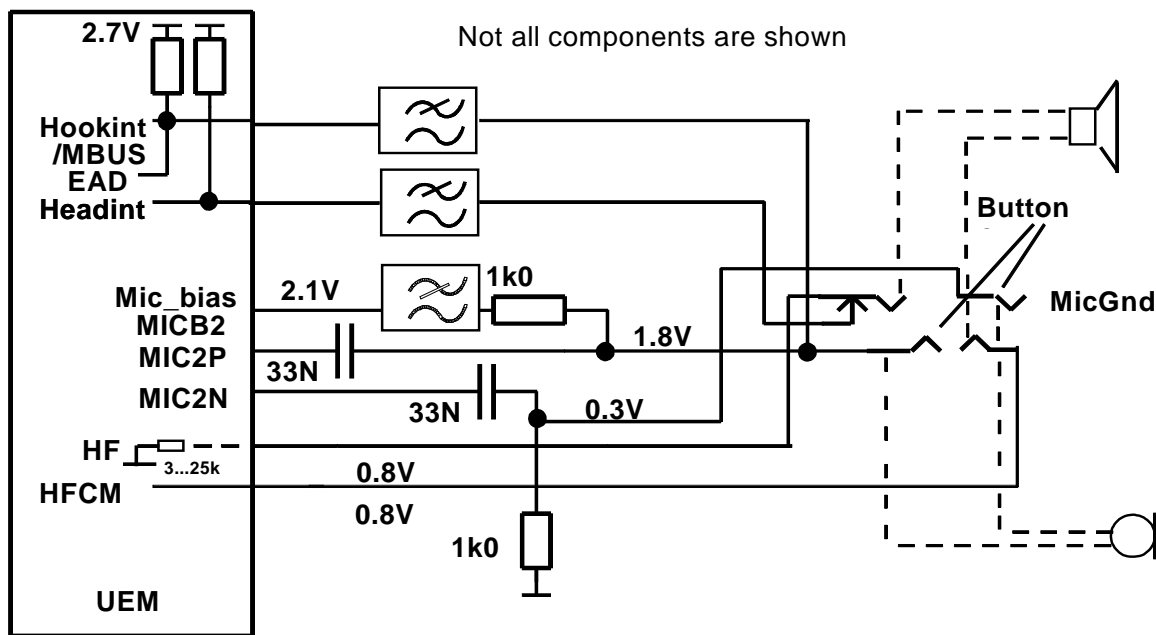 2.7V
Not all components are shown
Hookint
/MBUS
EAD
Headint
Button
Mic_bias
2.1V
1k0
MicGnd
MICB2
1.8V
MIC2P
33N
MIC2N
33N
0.3V
HF
3...25k
0.8V
HFCM
0.8V
1k0
UEM